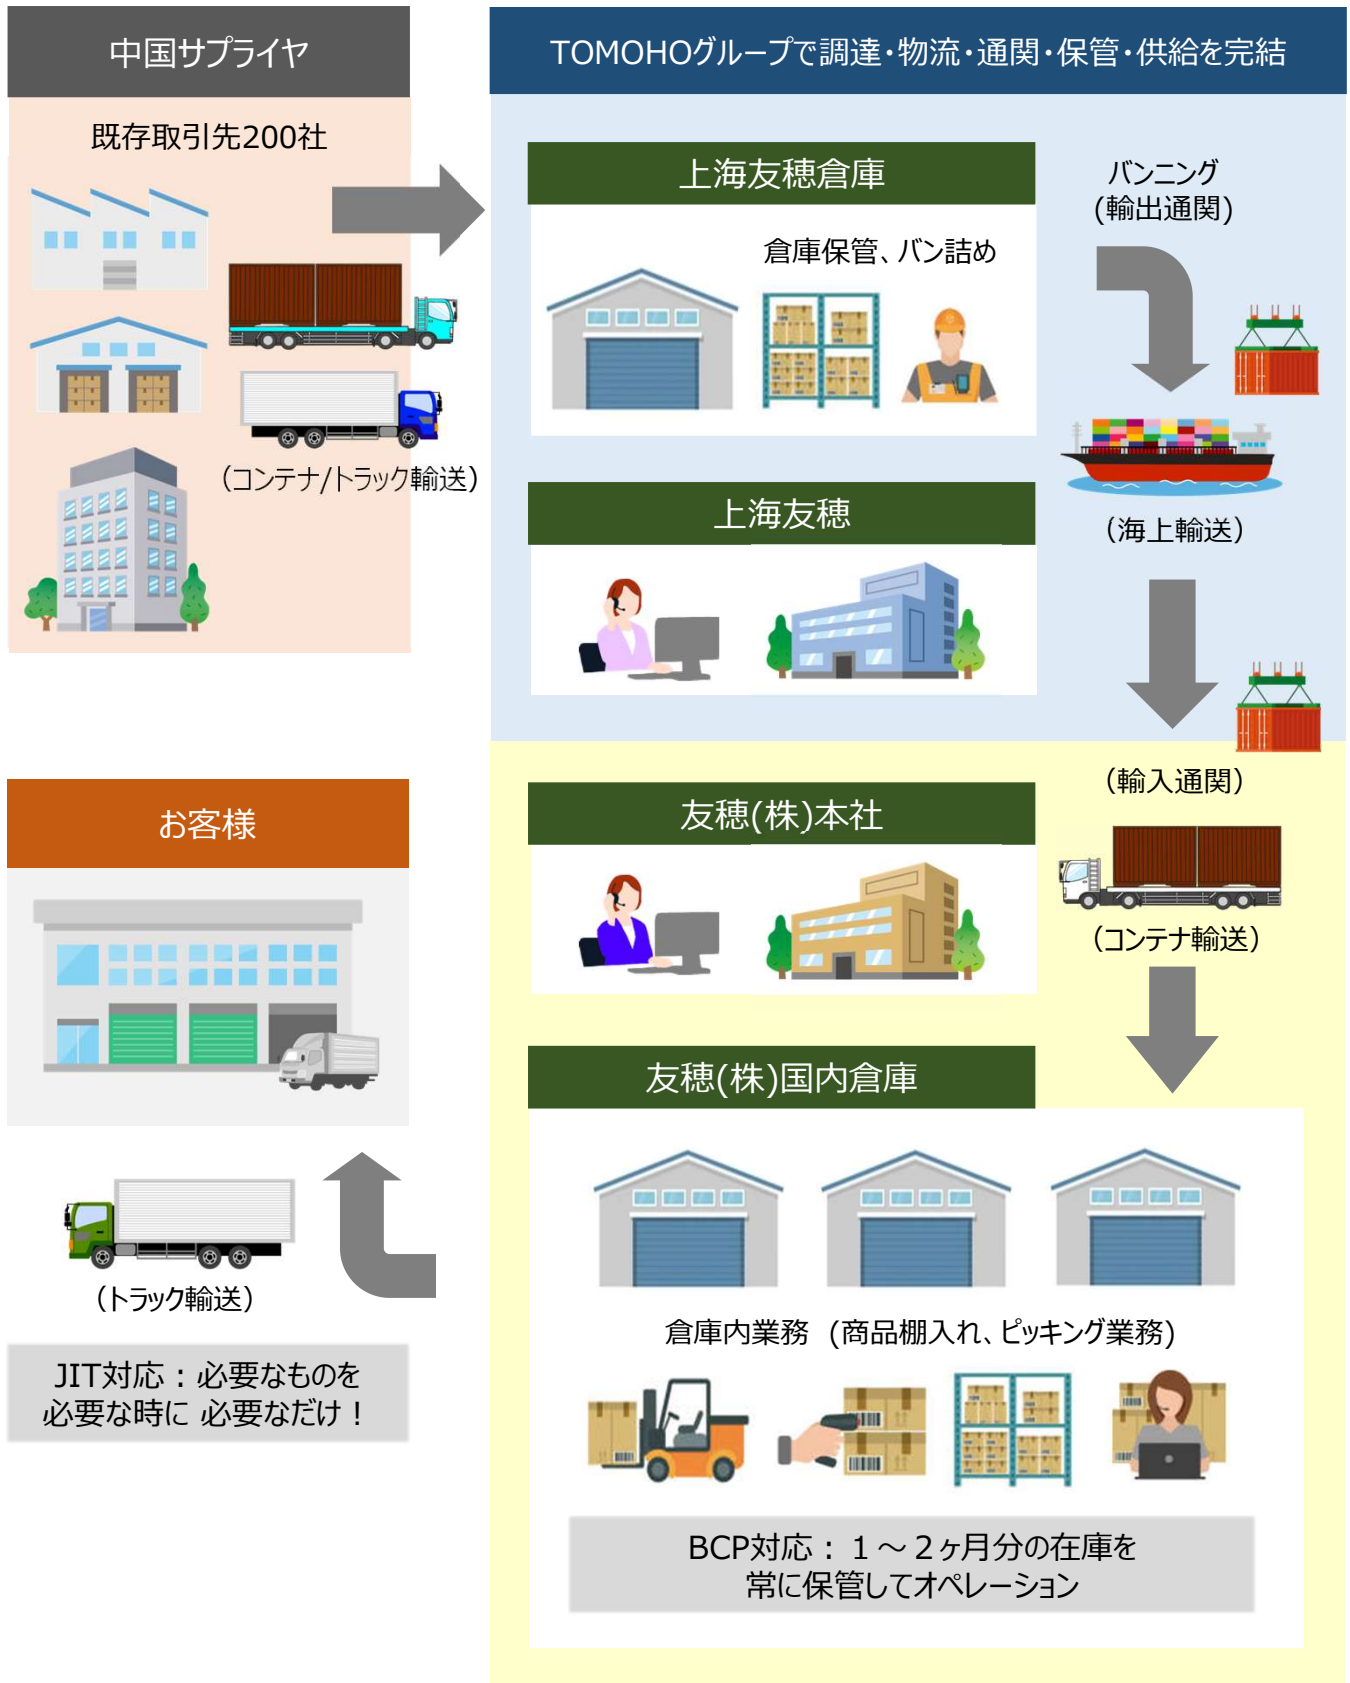 中国サプライヤ
既存取引先200社
(コンテナ/トラック輸送)
TOMOHOグループで調達・物流・通関・保管・供給を完結
上海友穂倉庫
倉庫保管、バン詰め
バンニング
(輸出通関)
(海上輸送)
上海友穂
(輸入通関)
友穂(株)本社
(コンテナ輸送)
友穂(株)国内倉庫
倉庫内業務 (商品棚入れ、ピッキング業務)
BCP対応：１～２ヶ月分の在庫を
常に保管してオペレーション
お客様
(トラック輸送)
JIT対応：必要なものを
必要な時に 必要なだけ！